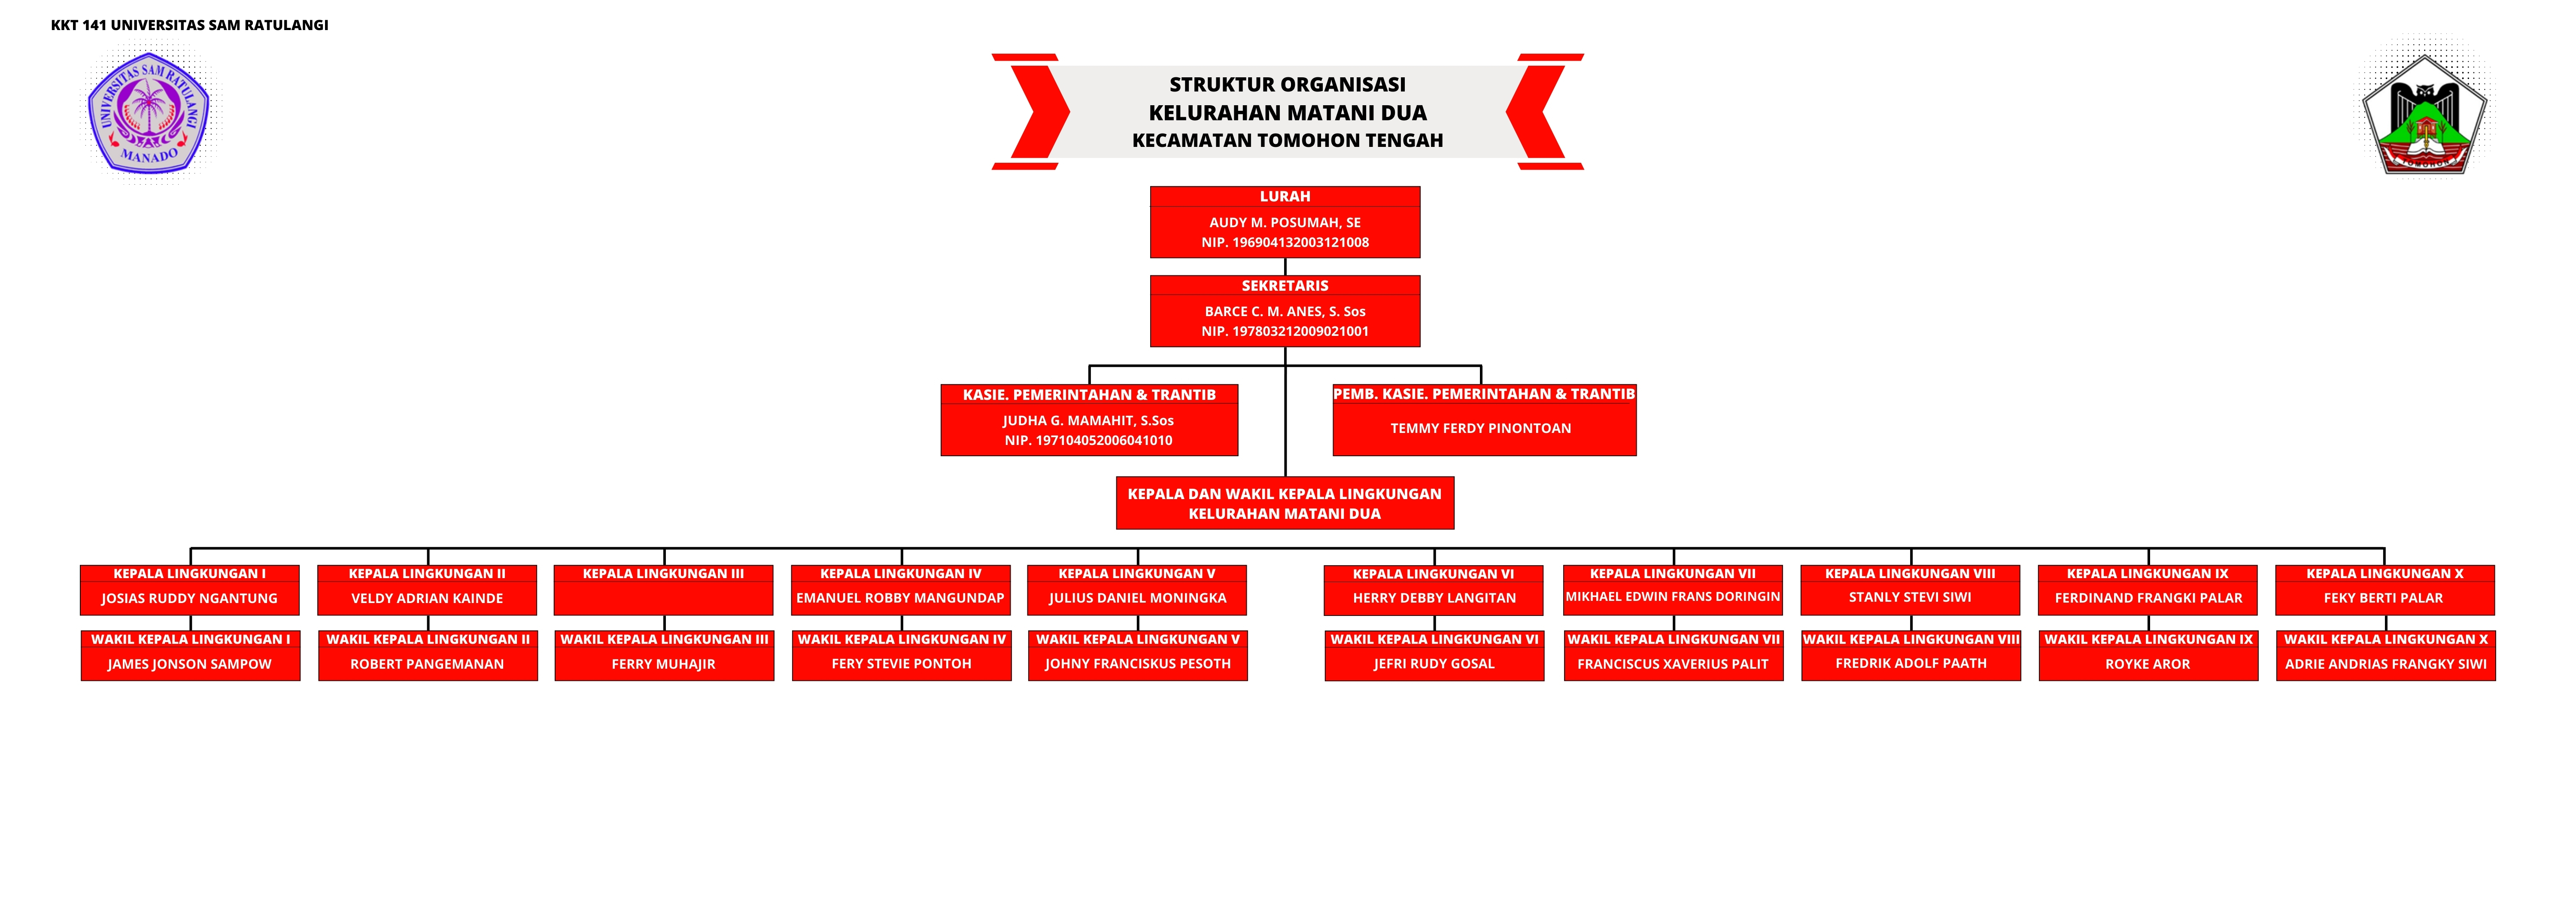 KKT 141 UNIVERSITAS SAM RATULANGI
UNIVERSITAS SAM RATULANGI
MANADO
STRUKTUR ORGANISASI
KELURAHAN MATANI DUA
KECAMATAN TOMOHON TENGAH
TOMOHON
LURAH
AUDY M. POSUMAH, SE
NIP. 196904132003121008
SEKRETARIS
BARCE C. M. ANES, S. Sos
NIP. 197803212009021001
KASIE. PEMERINTAHAN & TRANTIB
JUDHA G. MAMAHIT, S.Sos
NIP. 197104052006041010
PEMB. KASIE. PEMERINTAHAN & TRANTIB
TEMMY FERDY PINONTOAN
KEPALA DAN WAKIL KEPALA LINGKUNGAN
KELURAHAN MATANI DUA
KEPALA LINGKUNGAN I
JOSIAS RUDDY NGANTUNG
WAKIL KEPALA LINGKUNGAN I
JAMES JONSON SAMPOW
KEPALA LINGKUNGAN II
VELDY ADRIAN KAINDE
WAKIL KEPALA LINGKUNGAN II
ROBERT PANGEMANAN
KEPALA LINGKUNGAN III
WAKIL KEPALA LINGKUNGAN III
FERRY MUHAJIR
KEPALA LINGKUNGAN IV
EMANUEL ROBBY MANGUNDAP
WAKIL KEPALA LINGKUNGAN IV
FERY STEVIE PONTOH
KEPALA LINGKUNGAN V
JULIUS DANIEL MONINGKA
WAKIL KEPALA LINGKUNGAN V
JOHNY FRANCISKUS PESOTH
KEPALA LINGKUNGAN VI
HERRY DEBBY LANGITAN
WAKIL KEPALA LINGKUNGAN VI
JEFRI RUDY GOSAL
KEPALA LINGKUNGAN VII
MIKHAEL EDWIN FRANS DORINGIN
WAKIL KEPALA LINGKUNGAN VII
FRANCISCUS XAVERIUS PALIT
KEPALA LINGKUNGAN VIII
STANLY STEVI SIWI
WAKIL KEPALA LINGKUNGAN VIII
FREDRIK ADOLF PAATH
KEPALA LINGKUNGAN IX
FERDINAND FRANGKI PALAR
WAKIL KEPALA LINGKUNGAN IX
ROYKE AROR
KEPALA LINGKUNGAN X
FEKY BERTI PALAR
WAKIL KEPALA LINGKUNGAN X
ADRIE ANDRIAS FRANGKY SIWI